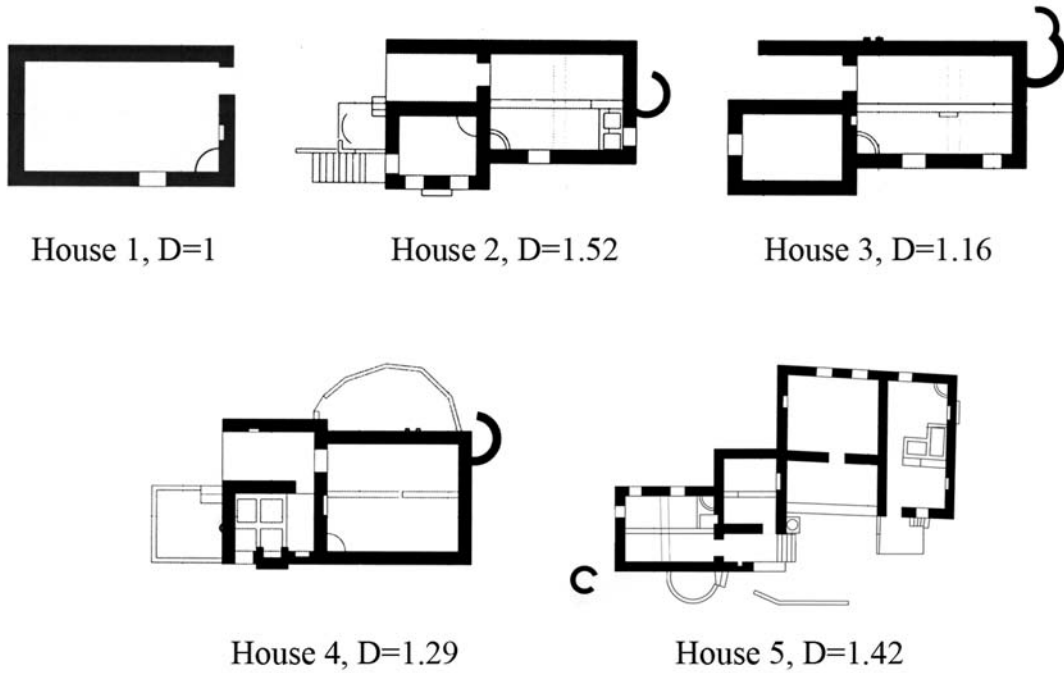 House 1, D=1
House 2, D=1.52
House 3, D=1.16
House 4, D=1.29
House 5, D=1.42